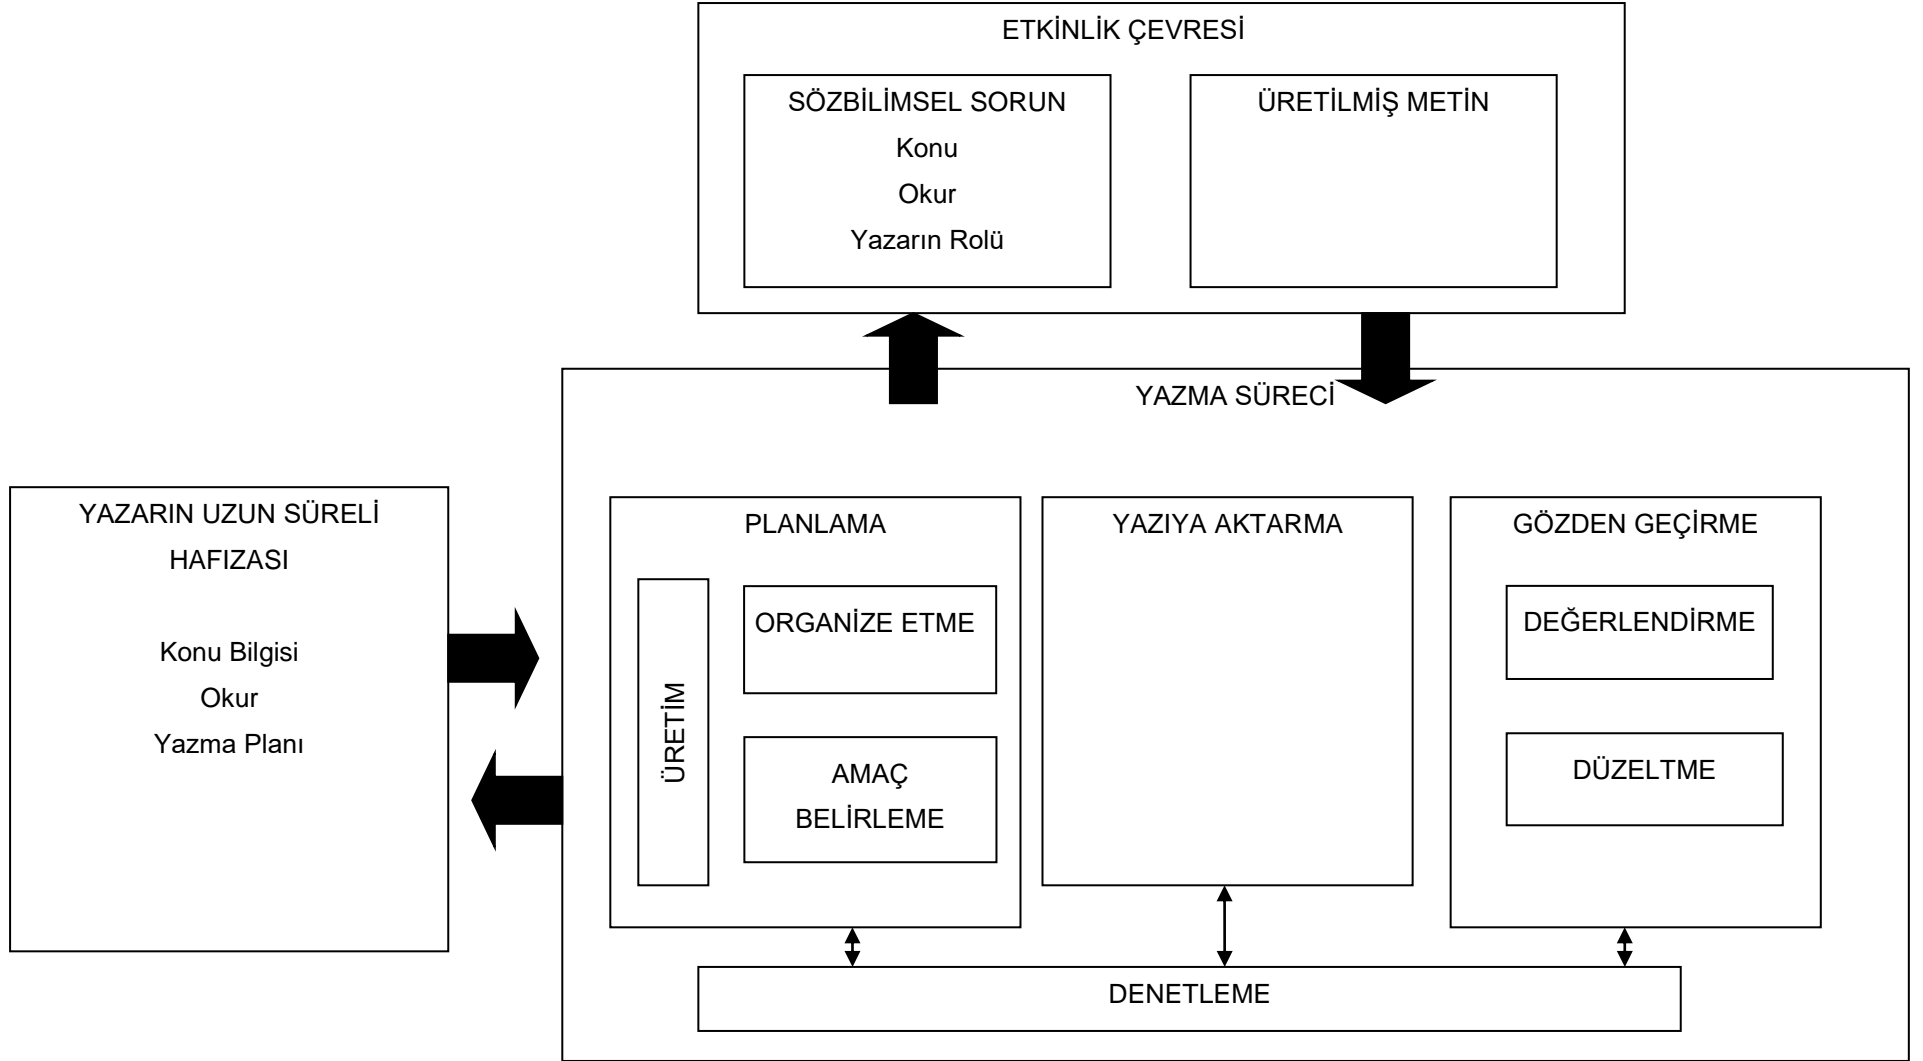 ETKİNLİK ÇEVRESİ
SÖZBİLİMSEL SORUN
Konu
Okur
Yazarın Rolü
ÜRETİLMİŞ METİN
YAZMA SÜRECİ
YAZARIN UZUN SÜRELİ
HAFIZASI
Konu Bilgisi
Okur
Yazma Planı
PLANLAMA
ÜRETİM
ORGANİZE ETME
AMAÇ
BELİRLEME
YAZIYA AKTARMA
GÖZDEN GEÇİRME
DEĞERLENDİRME
DÜZELTME
DENETLEME